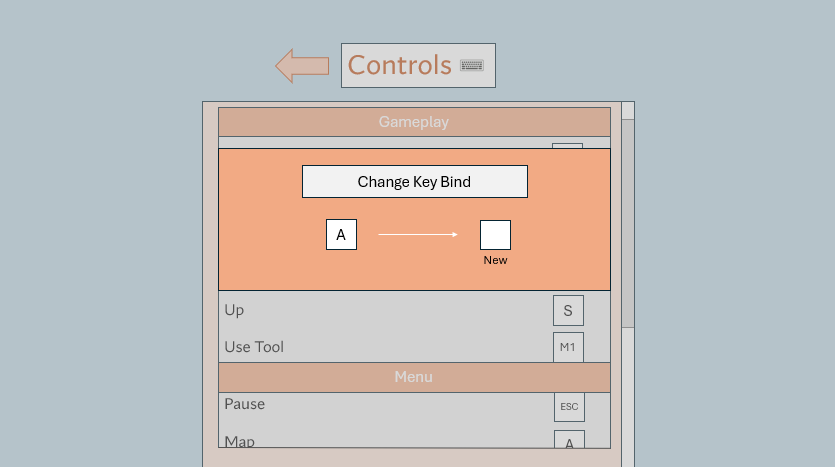 Controls
Gameplay
Change Key Bind
A
New
Up S
Use Tool M1
Menu
Pause ESC
Map A